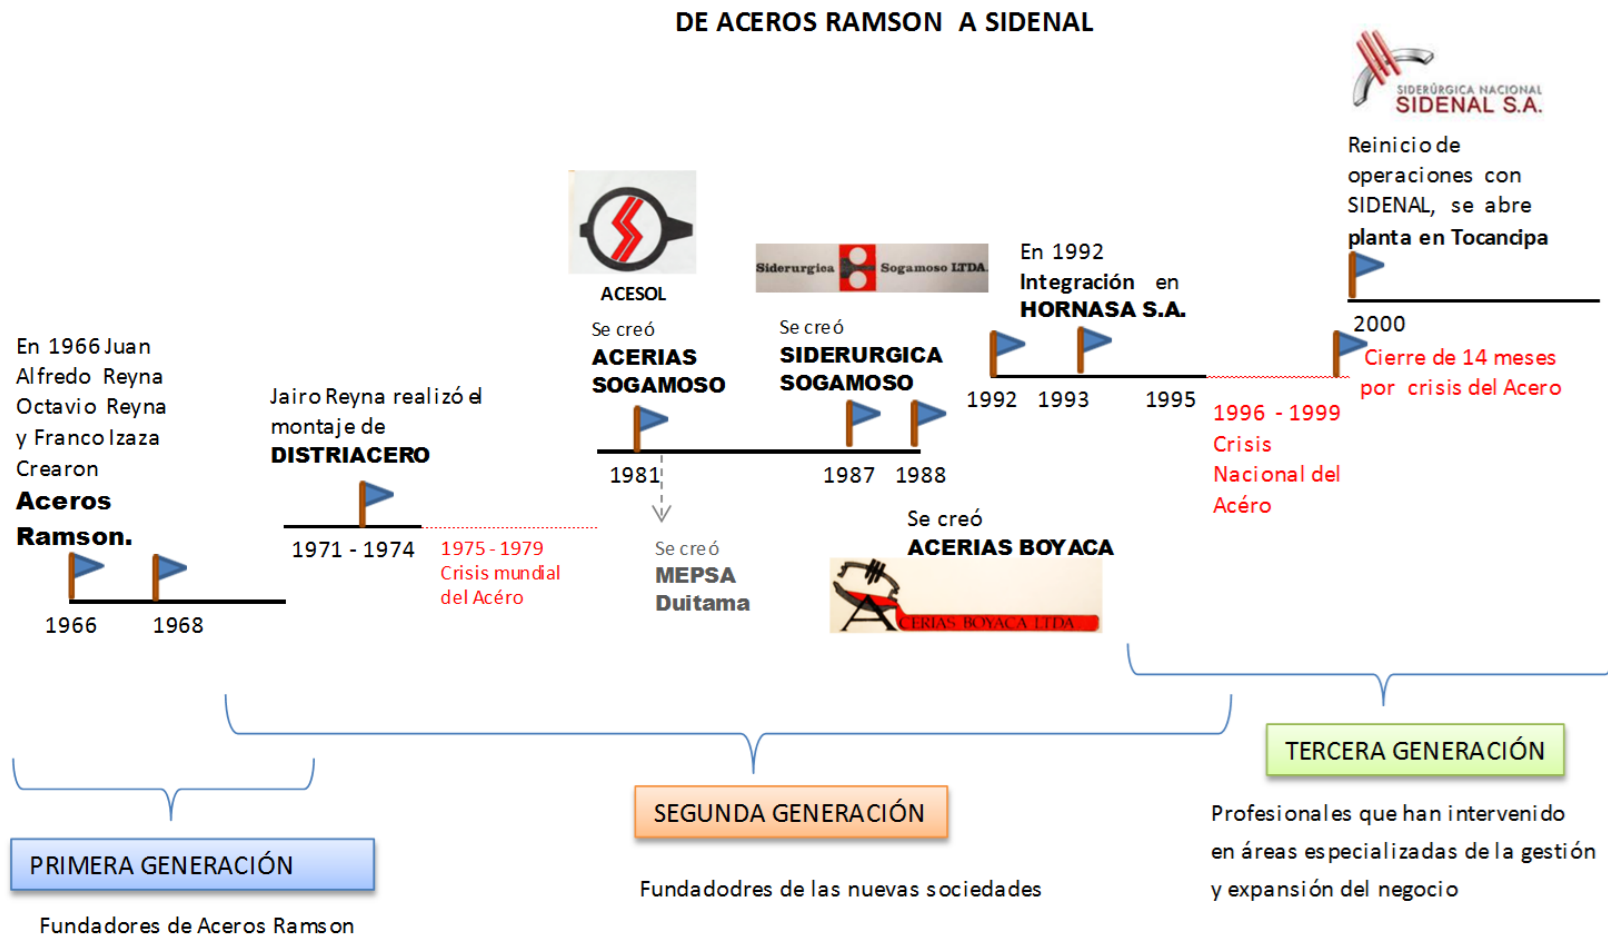 DE ACEROS RAMSON A SIDENAL
SIDERÚRGICA NACIONAL
SIDENAL S.A.
Reinicio de
operaciones con
SIDENAL, se abre
planta en Tocancipa
2000
Cierre de 14 meses
por crisis del Acero
En 1966 Juan
Alfredo Reyna
Octavio Reyna
y Franco Izaza
Crearon
Aceros
Ramson.
1966
1968
Jairo Reyna realizó el
montaje de
DISTRIACERO
1971 - 1974
1975 - 1979
Crisis mundial
del Acéro
ACESOL
Se creó
ACERIAS
SOGAMOSO
1981
Se creó
MEPSA
Duitama
Siderurgica Sogamoso LTDA.
Se creó
SIDERURGICA
SOGAMOSO
1987
1988
Se creó
ACERIAS BOYACA
ACERIAS BOYACA LTDA.
En 1992
Integración en
HORNASA S.A.
1992
1993
1995
1996 - 1999
Crisis
Nacional del
Acéro
PRIMERA GENERACIÓN
Fundadores de Aceros Ramson
SEGUNDA GENERACIÓN
Fundadodres de las nuevas sociedades
TERCERA GENERACIÓN
Profesionales que han intervenido
en áreas especializadas de la gestión
y expansión del negocio